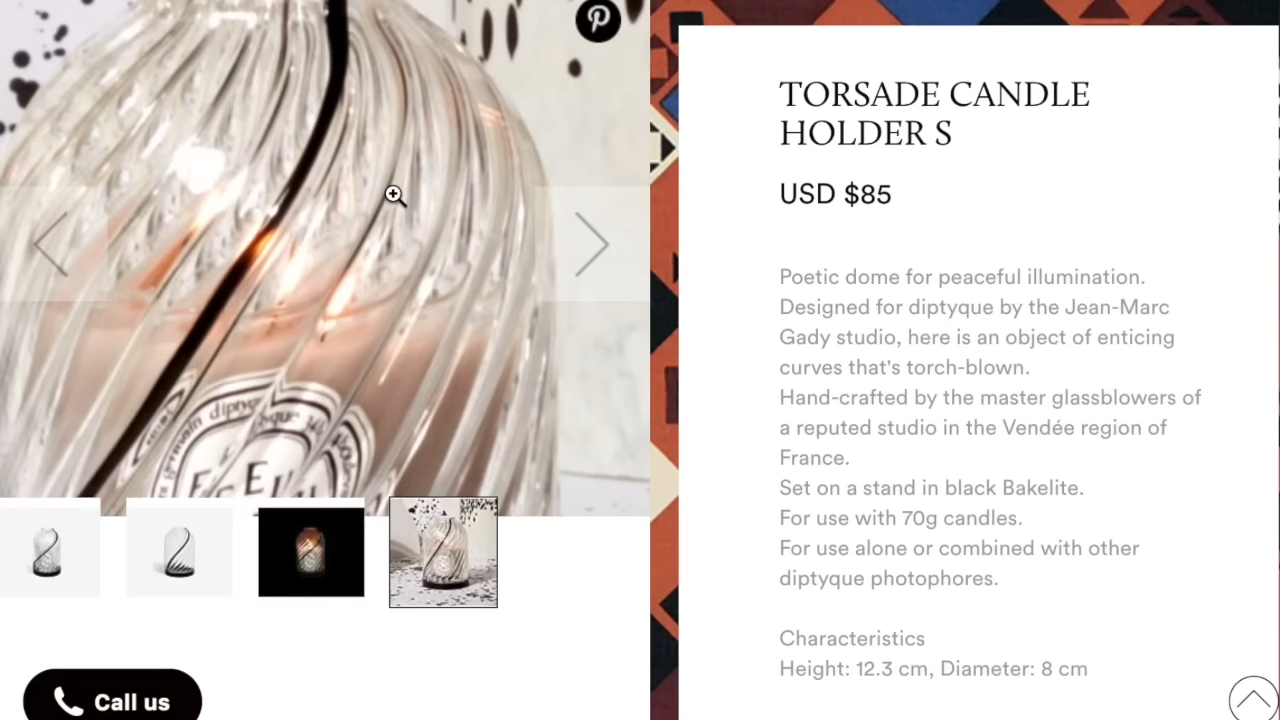 TORSADE CANDLE
HOLDER S
USD $85
Poetic dome for peaceful illumination.
Designed for diptyque by the Jean-Marc
Gady studio, here is an object of enticing
curves that's torch-blown.
Hand-crafted by the master glassblowers of
a reputed studio in the Vendée region of
France.
Set on a stand in black Bakelite.
For use with 70g candles.
For use alone or combined with other
diptyque photophores.
Characteristics
Height: 12.3 cm, Diameter: 8 cm
Call us